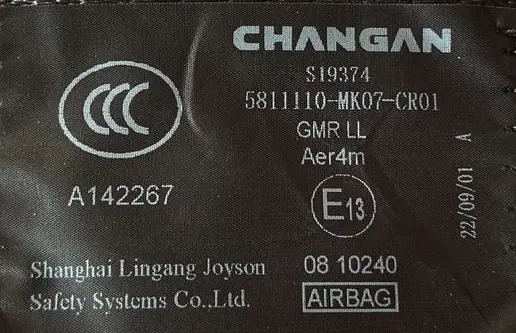 CHANGAN
S19374
5811110-MK07-CR01
GMR LL
Aer4m
CCC
A142267
E13
22/09/01 A
Shanghai Lingang Joyson
Safety Systems Co.,Ltd.
08 10240
AIRBAG